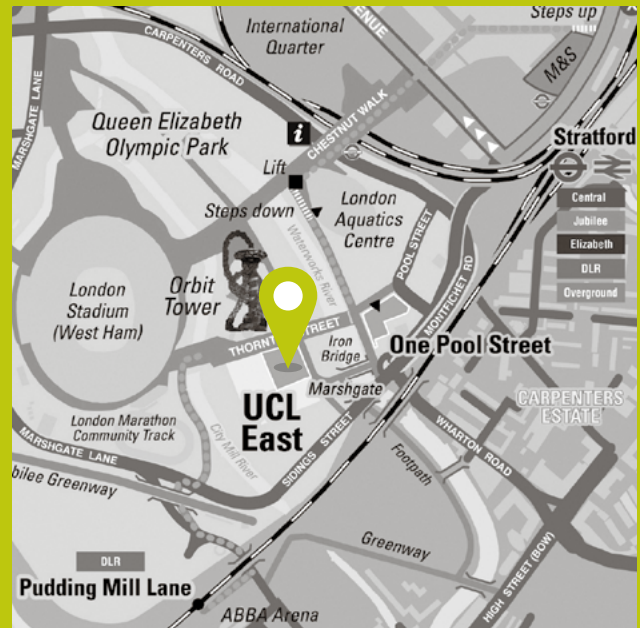 Steps up
International
Quarter
ENUE
M&S
CARPENTERS ROAD
MARSHGATE LANE
Queen Elizabeth
Olympic Park
i
CHESTNUT WALK
Stratford
Lift
Central
Jubilee
Elizabeth
DLR
Overground
Steps down
London
Aquatics
Centre
POOL STREET
Waterworks River
MONTFICHET RD
Orbit
Tower
London
Stadium
(West Ham)
STREET
Iron
Bridge
One Pool Street
Marshgate
UCL
East
CARPENTERS
ESTATE
London Marathon
Community Track
City Mill River
MARSHGATE LANE
SIDINGS STREET
Footpath
WHARTON ROAD
bilee Greenway
Greenway
HIGH STREET (BOW)
DLR
Pudding Mill Lane
ABBA Arena